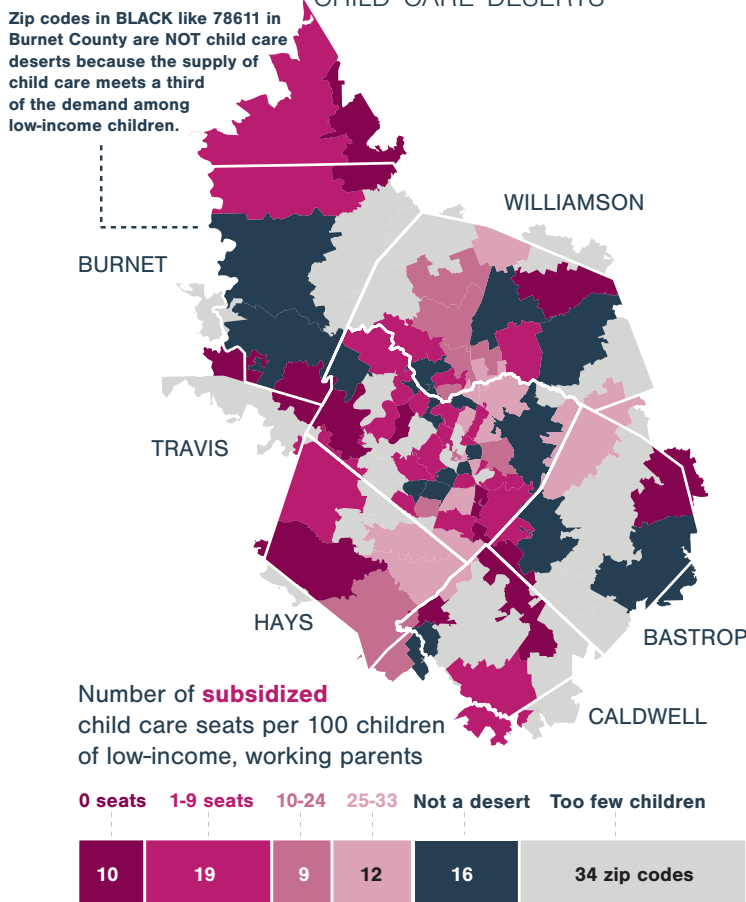 CHILD CARE DESERTS
Zip codes in BLACK like 78611 in
Burnet County are NOT child care
deserts because the supply of
child care meets a third
of the demand among
low-income children.
WILLIAMSON
BURNET
TRAVIS
HAYS
BASTROP
CALDWELL
Number of subsidized
child care seats per 100 children
of low-income, working parents
0 seats 1-9 seats 10-24 25-33 Not a desert Too few children
10 19 9 12 16 34 zip codes